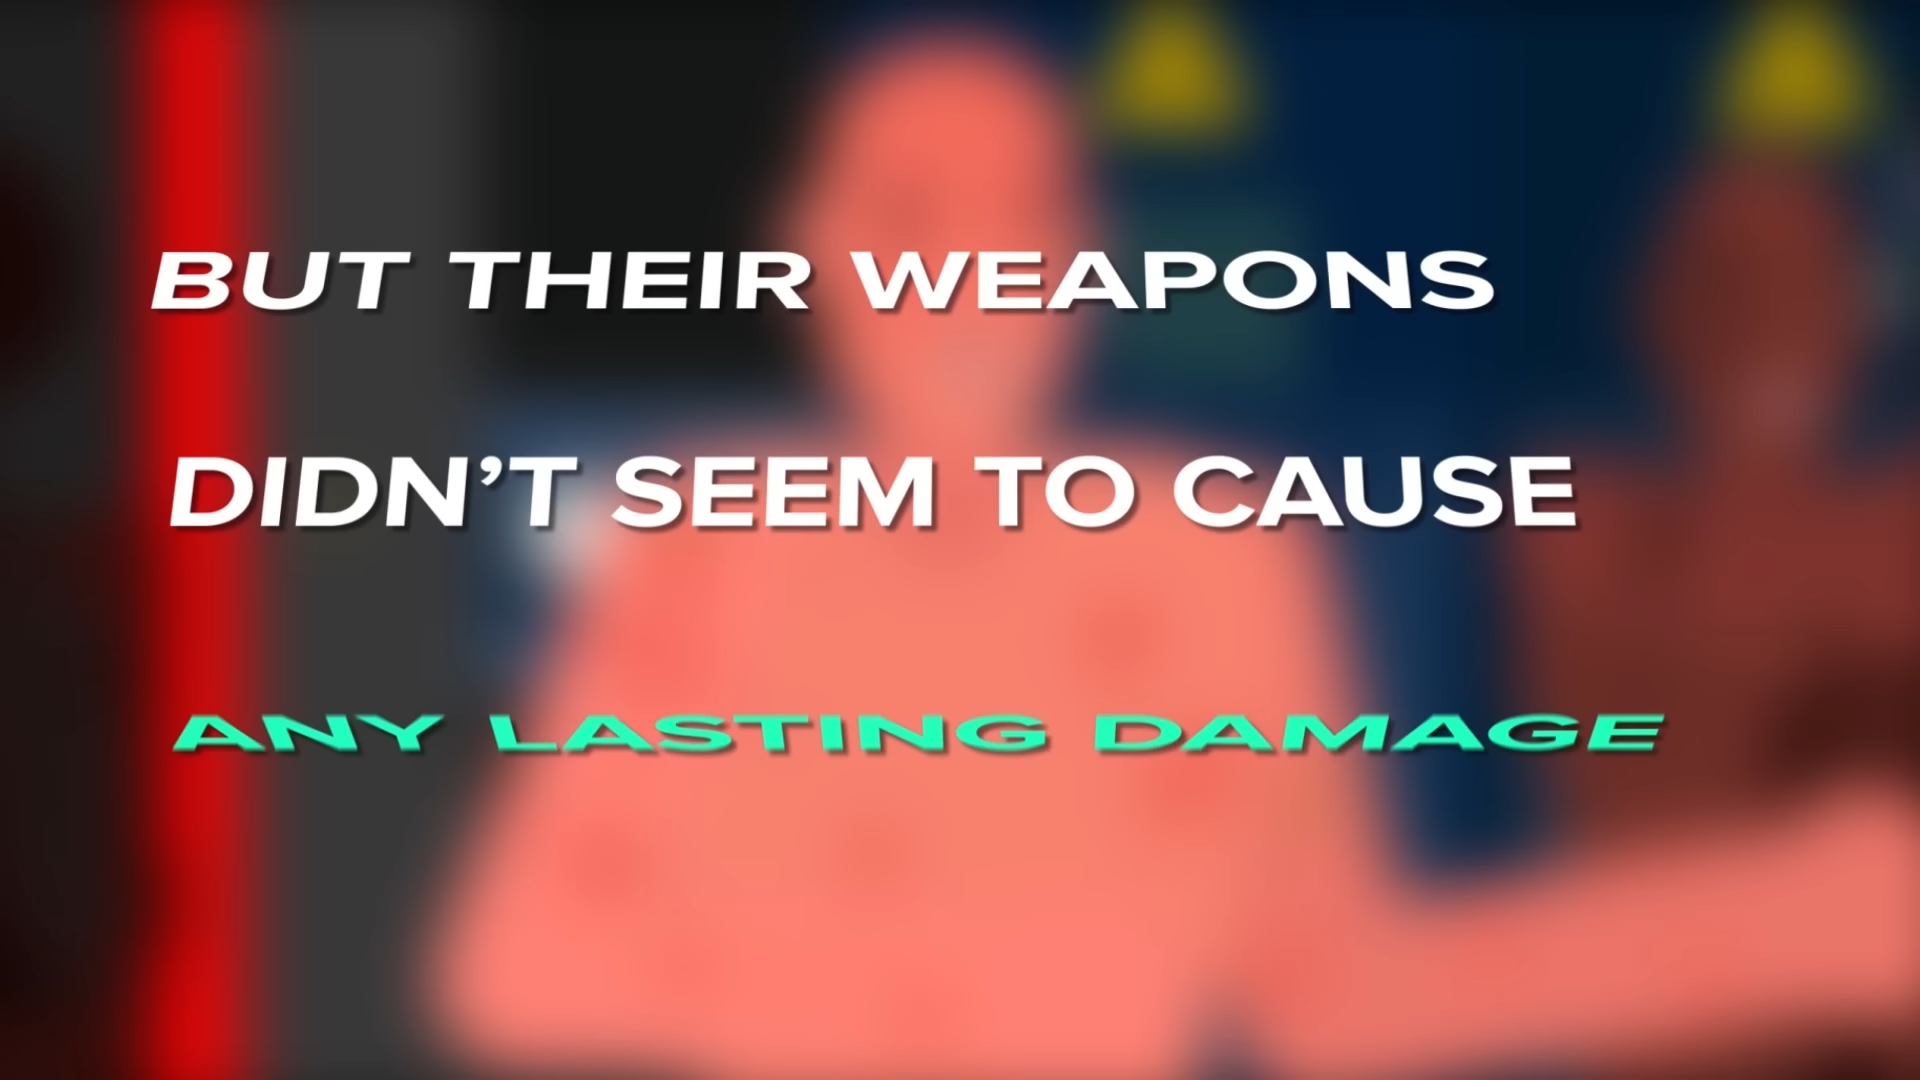 BUT THEIR WEAPONS
DIDN’T SEEM TO CAUSE
ANY LASTING DAMAGE